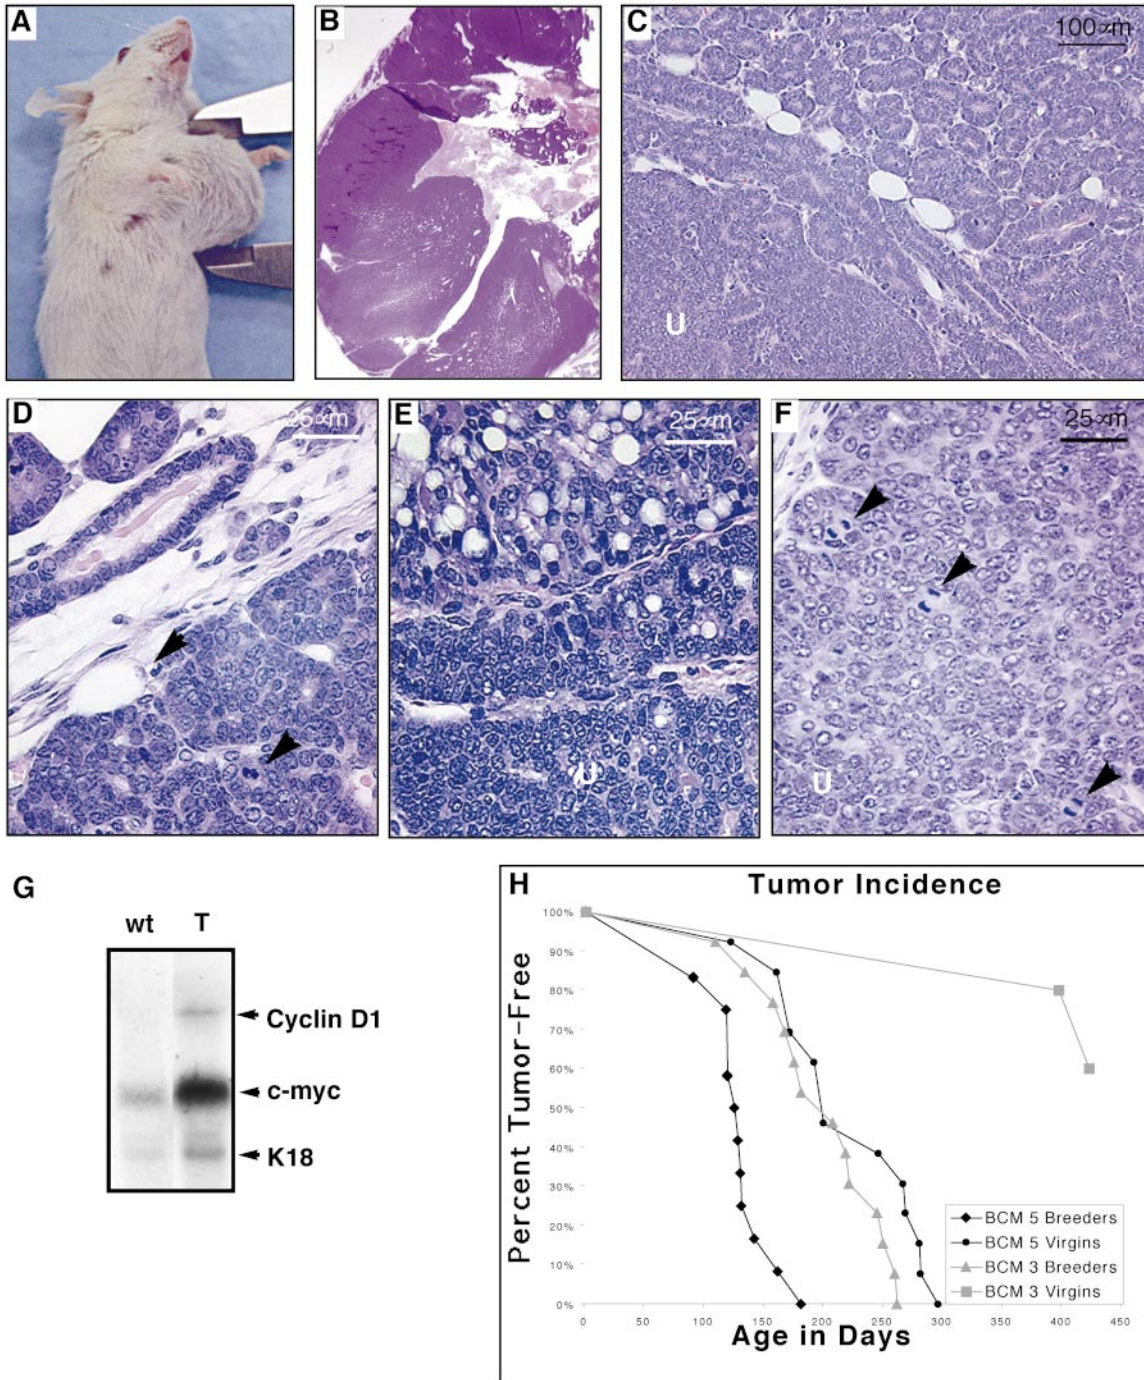 A
B
C
100∝m
U
D
25∝m
E
25∝m
U
F
25∝m
U
G
wt T
Cyclin D1
c-myc
K18
H
Tumor Incidence
Percent Tumor-Free
100%
90%
80%
70%
60%
50%
40%
30%
20%
10%
0%
0 50 100 150 200 250 300 350 400 450
Age in Days
BCM 5 Breeders
BCM 5 Virgins
BCM 3 Breeders
BCM 3 Virgins